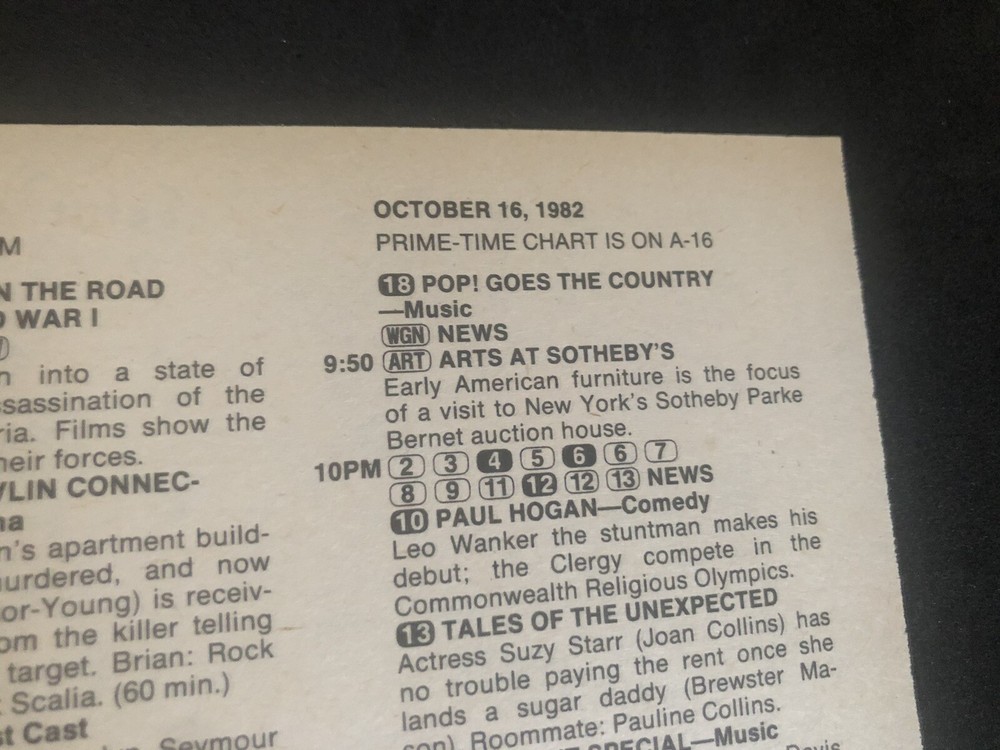 M
N THE ROAD
WAR I
n into a state of
ssassination of the
ria. Films show the
heir forces.
VLIN CONNEC-
na
n's apartment build-
urdered, and now
or-Young) is receiv-
om the killer telling
target. Brian: Rock
Scalia. (60 min.)
st Cast
Seymour
OCTOBER 16, 1982
PRIME-TIME CHART IS ON A-16
18 POP! GOES THE COUNTRY
—Music
WGN NEWS
9:50 ART ARTS AT SOTHEBY'S
Early American furniture is the focus
of a visit to New York's Sotheby Parke
Bernet auction house.
10PM 2 3 4 5 6 6 7
8 9 11 12 12 13 NEWS
10 PAUL HOGAN—Comedy
Leo Wanker the stuntman makes his
debut; the Clergy compete in the
Commonwealth Religious Olympics.
13 TALES OF THE UNEXPECTED
Actress Suzy Starr (Joan Collins) has
no trouble paying the rent once she
lands a sugar daddy (Brewster Ma-
son). Roommate: Pauline Collins.
SPECIAL—Music
Davis